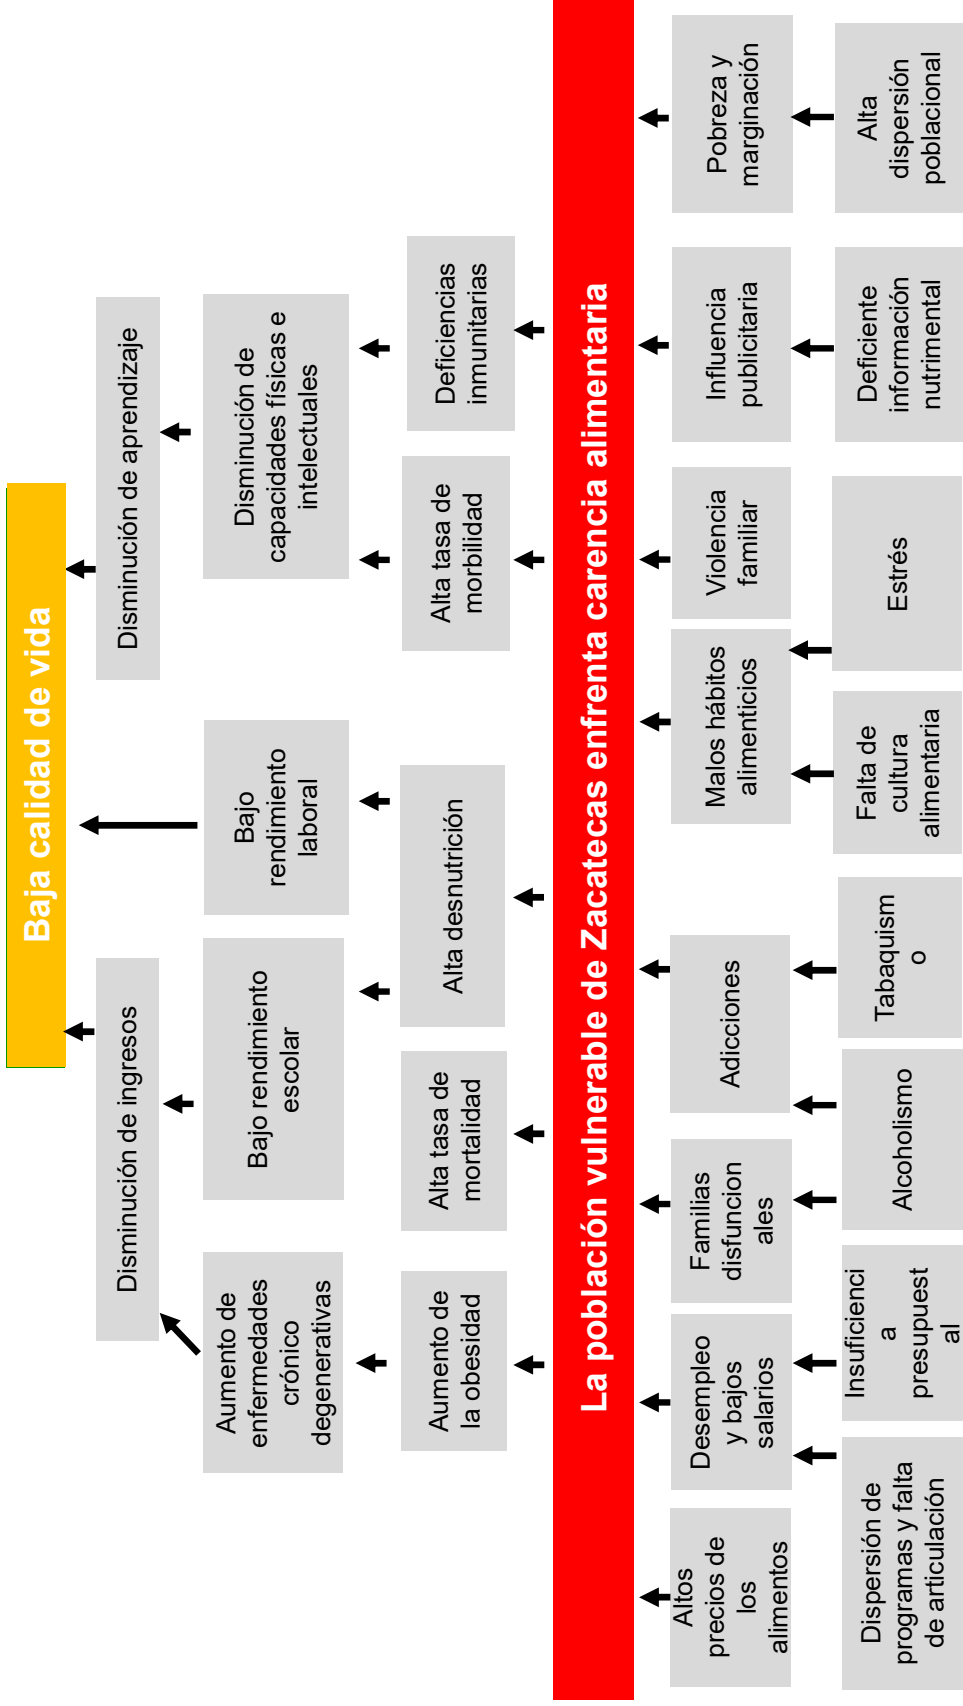 Baja calidad de vida
Disminución de ingresos
Disminución de aprendizaje
Aumento de
enfermedades
crónico
degenerativas
Bajo rendimiento
escolar
Bajo
rendimiento
laboral
Disminución de
capacidades físicas e
intelectuales
Aumento de
la obesidad
Alta tasa de
mortalidad
Alta desnutrición
Alta tasa de
morbilidad
Deficiencias
inmunitarias
La población vulnerable de Zacatecas enfrenta carencia alimentaria
Altos
precios de
los
alimentos
Desempleo
y bajos
salarios
Familias
disfuncion
ales
Adicciones
Malos hábitos
alimenticios
Violencia
familiar
Influencia
publicitaria
Pobreza y
marginación
Dispersión de
programas y falta
de articulación
Insuficienci
a
presupuest
al
Alcoholismo
Tabaquism
o
Falta de
cultura
alimentaria
Estrés
Deficiente
información
nutrimental
Alta
dispersión
poblacional